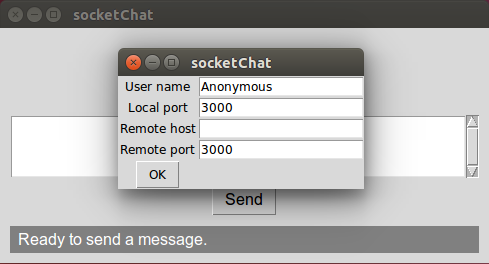 socketChat
socketChat
User name Anonymous
Local port 3000
Remote host
Remote port 3000
OK
Send
Ready to send a message.